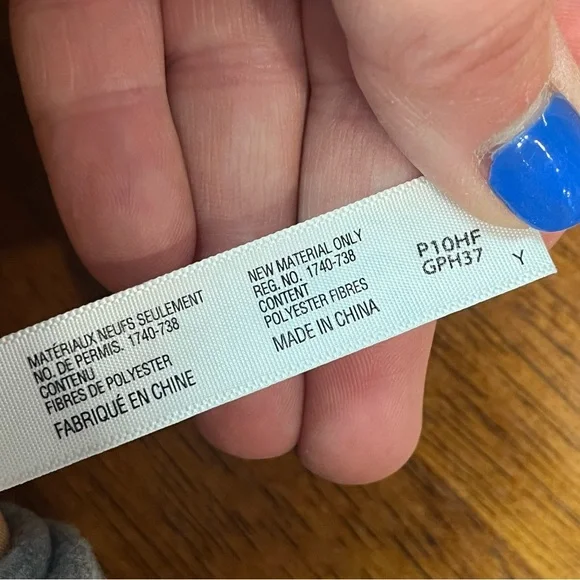 MATÉRIAUX NEUFS SEULEMENT
NO. DE PERMIS. 1740-738
CONTENU
FIBRES DE POLYESTER
FABRIQUÉ EN CHINE
NEW MATERIAL ONLY
REG. NO. 1740-738
CONTENT
POLYESTER FIBRES
MADE IN CHINA
P10HF
GPH37
Y